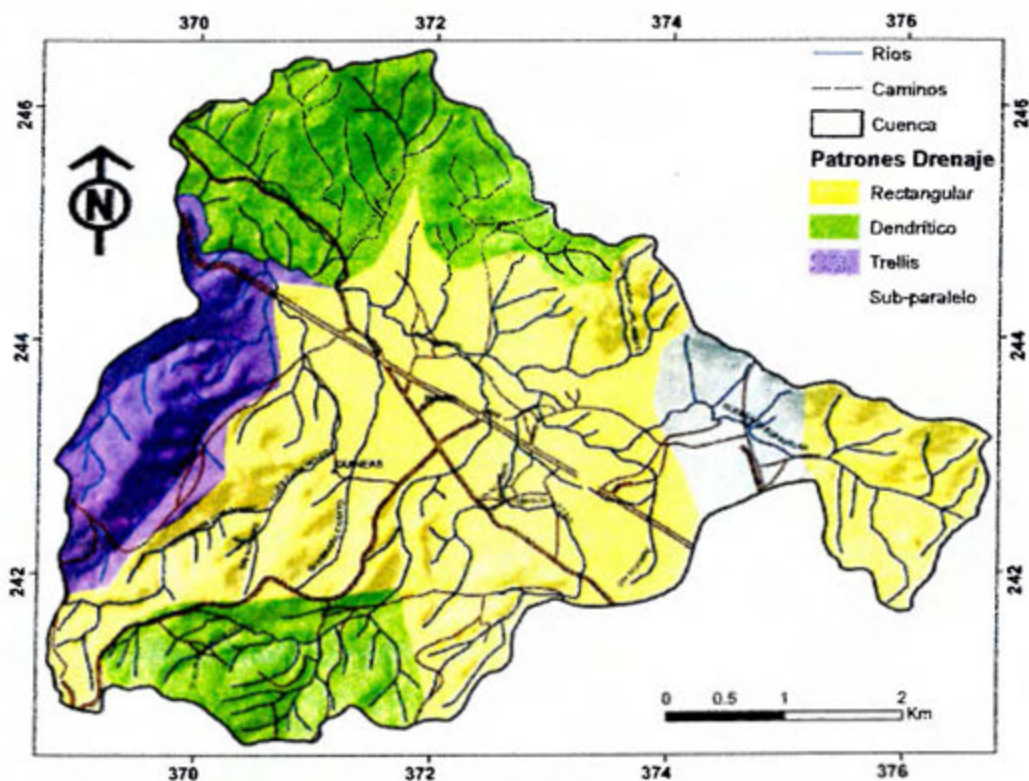 370 372 374 376
246
244
242
246
244
242
N
Ríos
Caminos
Cuenca
Patrones Drenaje
Rectangular
Dendrítico
Trellis
Sub-paralelo
0 0.5 1 2
Km
370 372 374 376